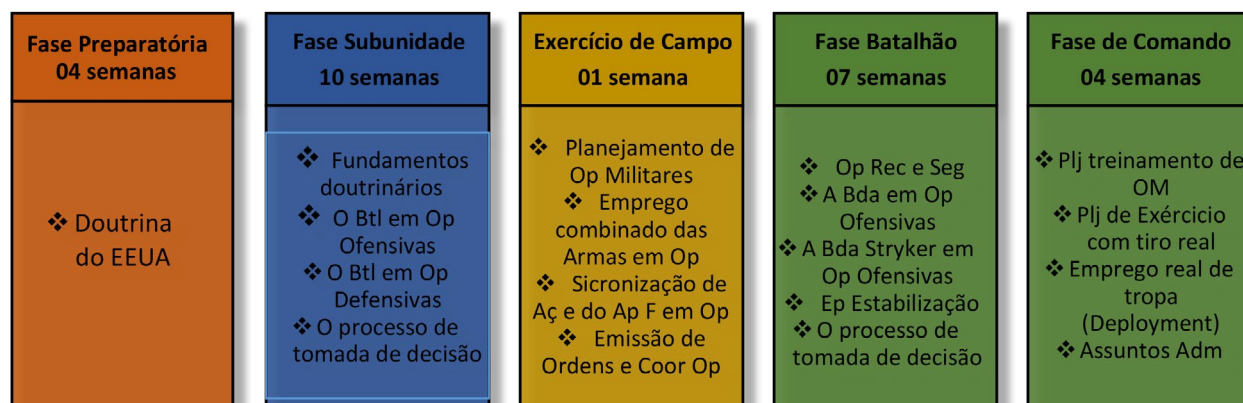 Fase Preparatória
04 semanas
❖ Doutrina
do EEUA
Fase Subunidade
10 semanas
❖ Fundamentos
doutrinários
❖ O Btl em Op
Ofensivas
❖ O Btl em Op
Defensivas
❖ O processo de
tomada de decisão
Exercício de Campo
01 semana
❖ Planejamento de
Op Militares
❖ Emprego
combinado das
Armas em Op
❖ Sicronização de
Aç e do Ap F em Op
❖ Emissão de
Ordens e Coor Op
Fase Batalhão
07 semanas
❖ Op Rec e Seg
❖ A Bda em Op
Ofensivas
❖ A Bda Stryker em
Op Ofensivas
❖ Ep Estabilização
❖ O processo de
tomada de decisão
Fase de Comando
04 semanas
❖ Plj treinamento de
OM
❖ Plj de Exércicio
com tiro real
❖ Emprego real de
tropa
(Deployment)
❖ Assuntos Adm